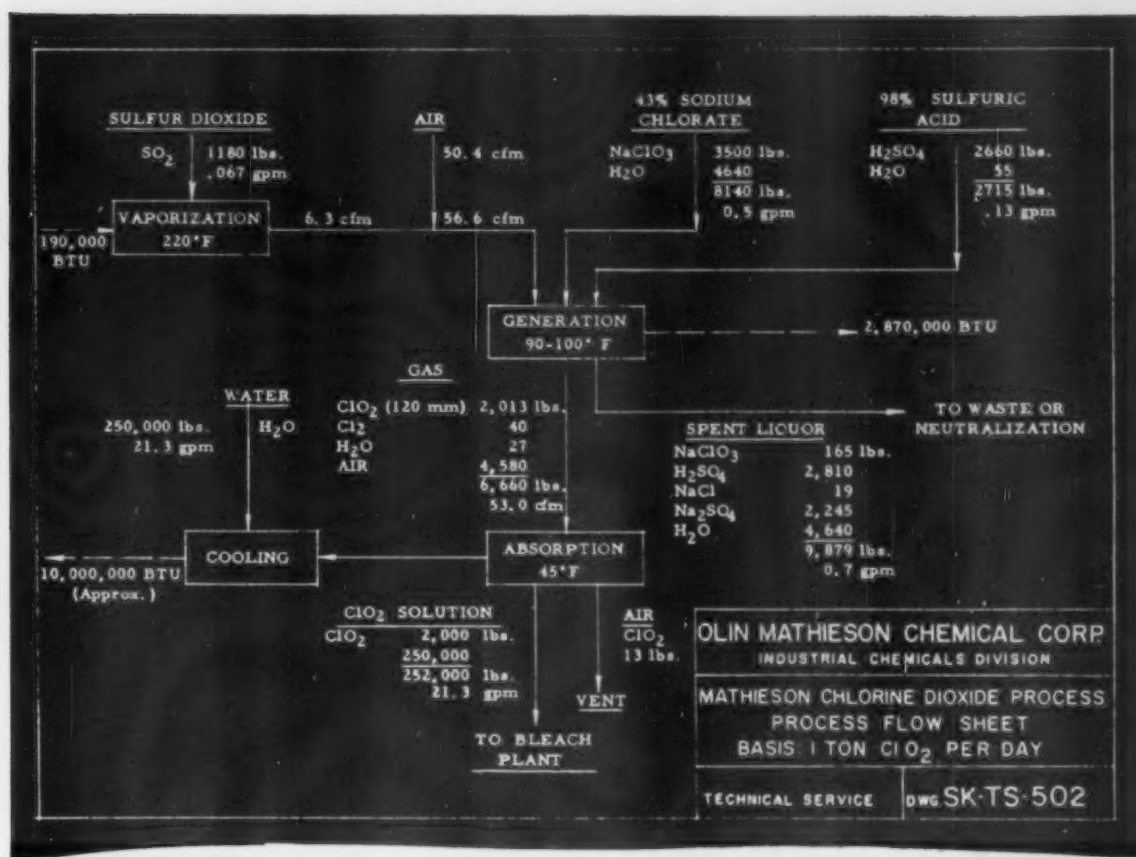 SULFUR DIOXIDE
SO2 1180 lbs.
.067 gpm
AIR
50.4 cfm
43% SODIUM
CHLORATE
NaClO3 3500 lbs.
H2O 4640
8140 lbs.
0.5 gpm
98% SULFURIC
ACID
H2SO4 2660 lbs.
H2O 55
2715 lbs.
.13 gpm
VAPORIZATION
220°F
6.3 cfm
56.6 cfm
190,000
BTU
GENERATION
90-100° F
2,870,000 BTU
GAS
ClO2 (120 mm) 2,013 lbs.
Cl2 40
H2O 27
AIR 4,580
6,660 lbs.
53.0 cfm
WATER
250,000 lbs. H2O
21.3 gpm
TO WASTE OR
NEUTRALIZATION
SPENT LICUOR
NaClO3 165 lbs.
H2SO4 2,810
NaCl 19
Na2SO4 2,245
H2O 4,640
9,879 lbs.
0.7 gpm
COOLING
ABSORPTION
45°F
10,000,000 BTU
(Approx.)
ClO2 SOLUTION
ClO2 2,000 lbs.
250,000
252,000 lbs.
21.3 gpm
AIR
ClO2
13 lbs.
VENT
TO BLEACH
PLANT
OLIN MATHIESON CHEMICAL CORP.
INDUSTRIAL CHEMICALS DIVISION
MATHIESON CHLORINE DIOXIDE PROCESS
PROCESS FLOW SHEET
BASIS: 1 TON ClO2 PER DAY
TECHNICAL SERVICE DWG. SK-TS-502